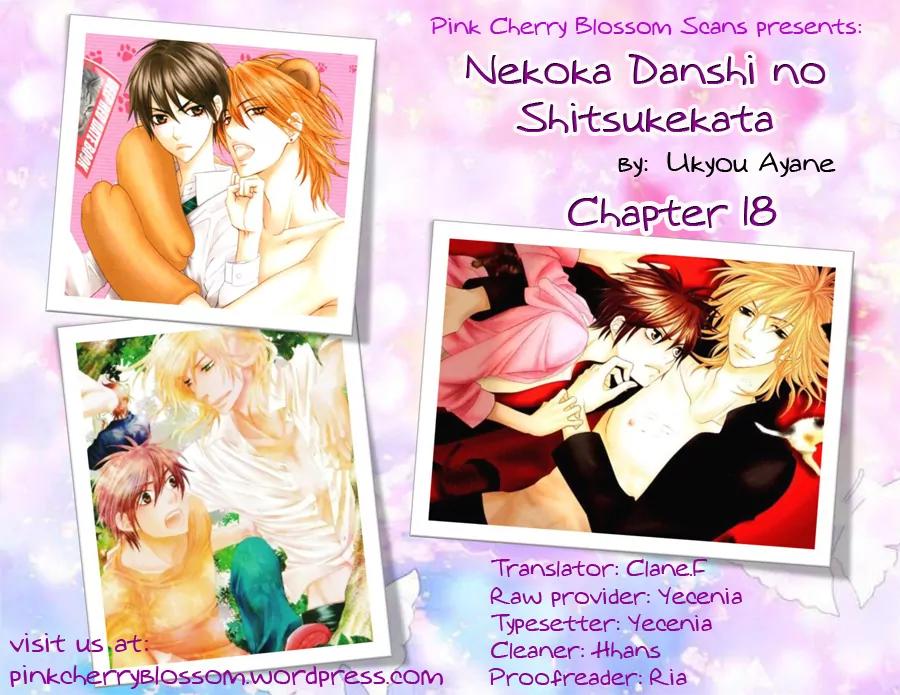 Pink Cherry Blossom Scans presents:
Nekoka Danshi no
Shitsukekata
By: Ukyou Ayane
Chapter 18
Translator: Clane.F
Raw provider: Yecenia
Typesetter: Yecenia
Cleaner: Hhans
Proofreader: Ria
visit us at:
pinkcherryblossom.wordpress.com